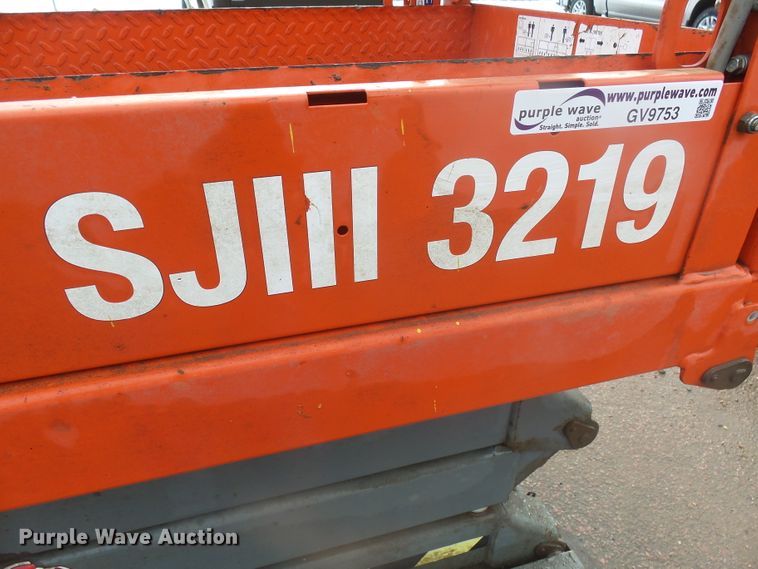 purple wave
auction®
Straight. Simple. Sold.
www.purplewave.com
GV9753
SJIII 3219
Purple Wave Auction®